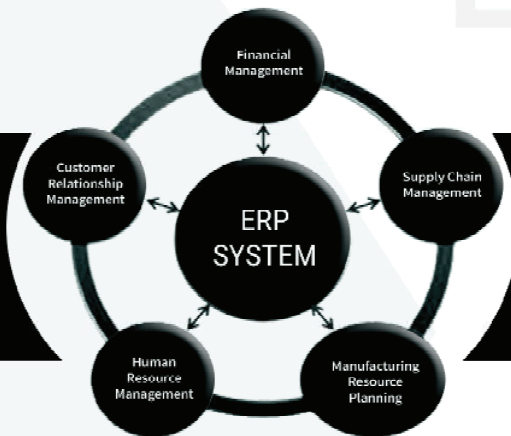 Financial
Management
Customer
Relationship
Management
Supply Chain
Management
ERP
SYSTEM
Human
Resource
Management
Manufacturing
Resource
Planning